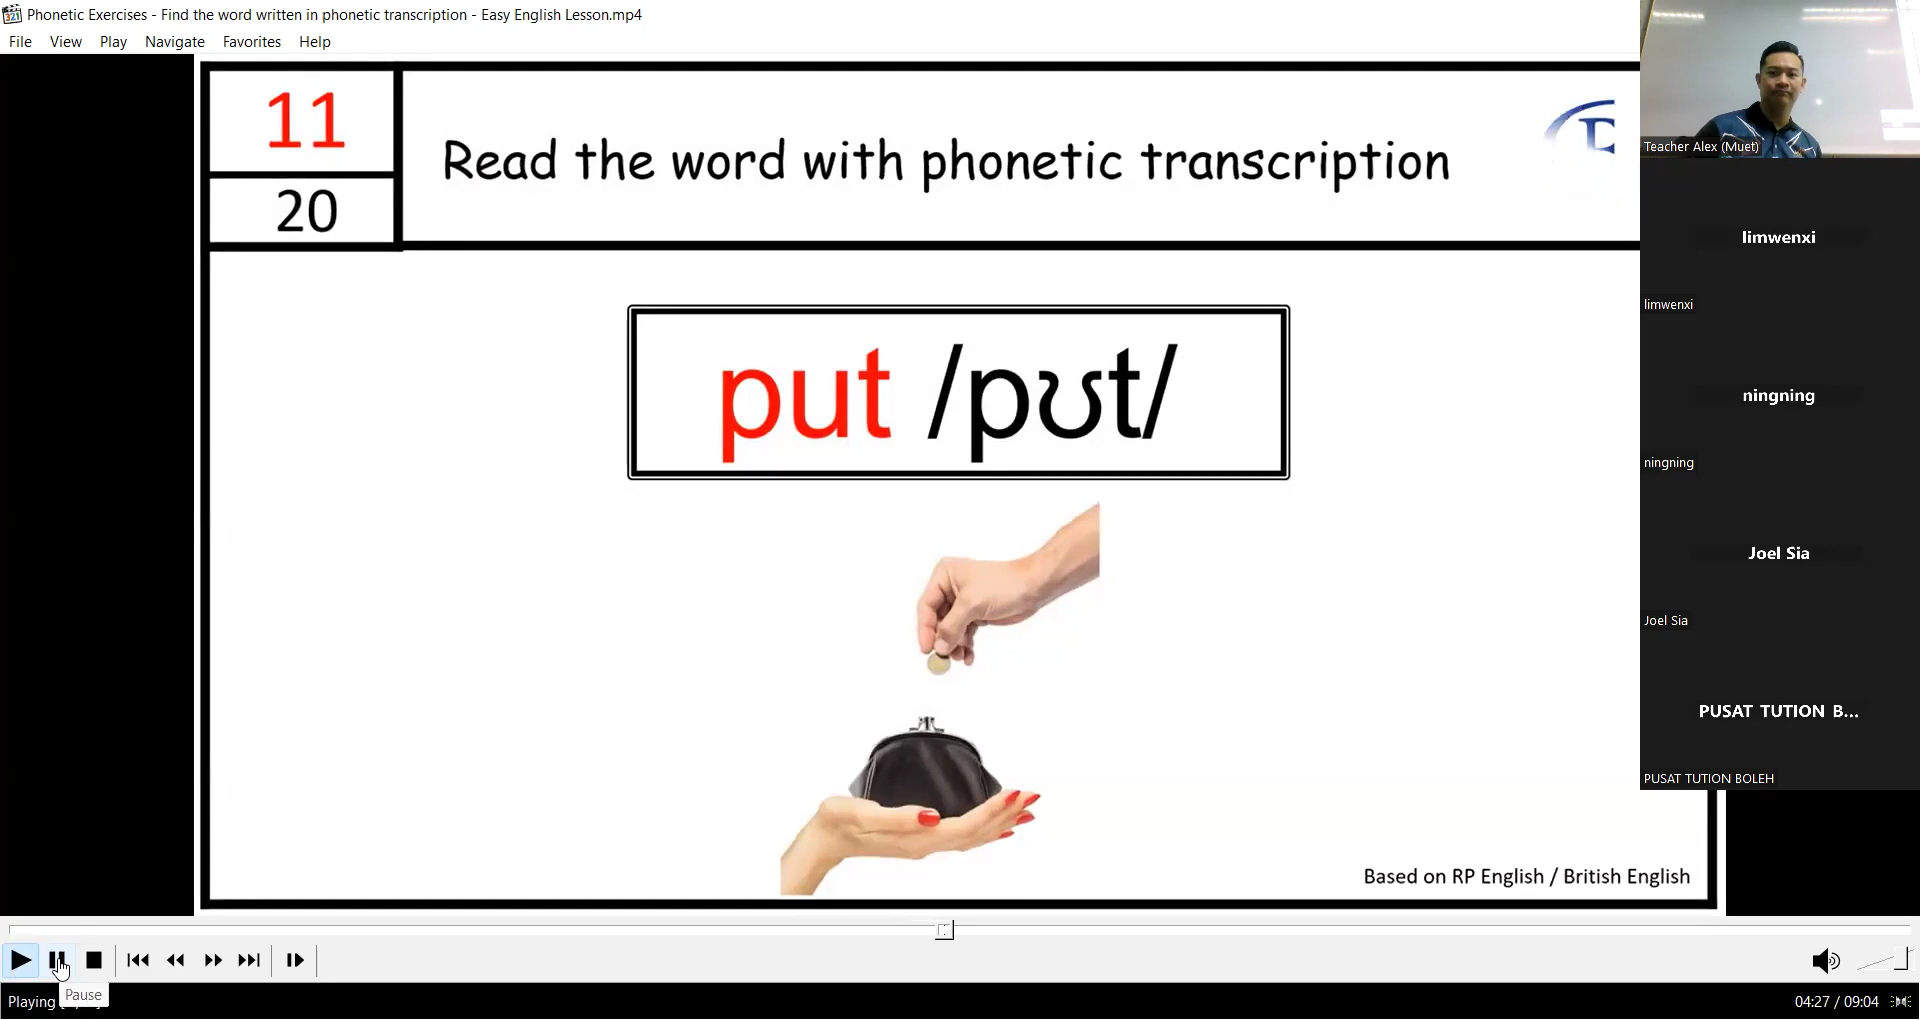 Phonetic Exercises - Find the word written in phonetic transcription - Easy English Lesson.mp4
File View Play Navigate Favorites Help
11
20
Read the word with phonetic transcription
put /pʊt/
Based on RP English / British English
Teacher Alex (Muet)
limwenxi
limwenxi
ningning
ningning
Joel Sia
Joel Sia
PUSAT TUTION B...
PUSAT TUTION BOLEH
Pause
Playing
04:27 / 09:04